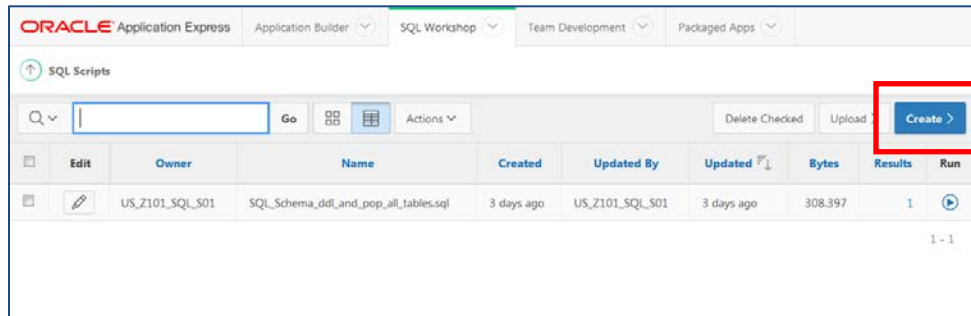 ORACLE Application Express Application Builder SQL Workshop Team Development Packaged Apps
SQL Scripts
Go Actions Delete Checked Upload Create >
Edit Owner Name Created Updated By Updated Bytes Results Run
US_Z101_SQL_S01 SQL_Schema_ddl_and_pop_all_tables.sql 3 days ago US_Z101_SQL_S01 3 days ago 308.397 1
1 - 1